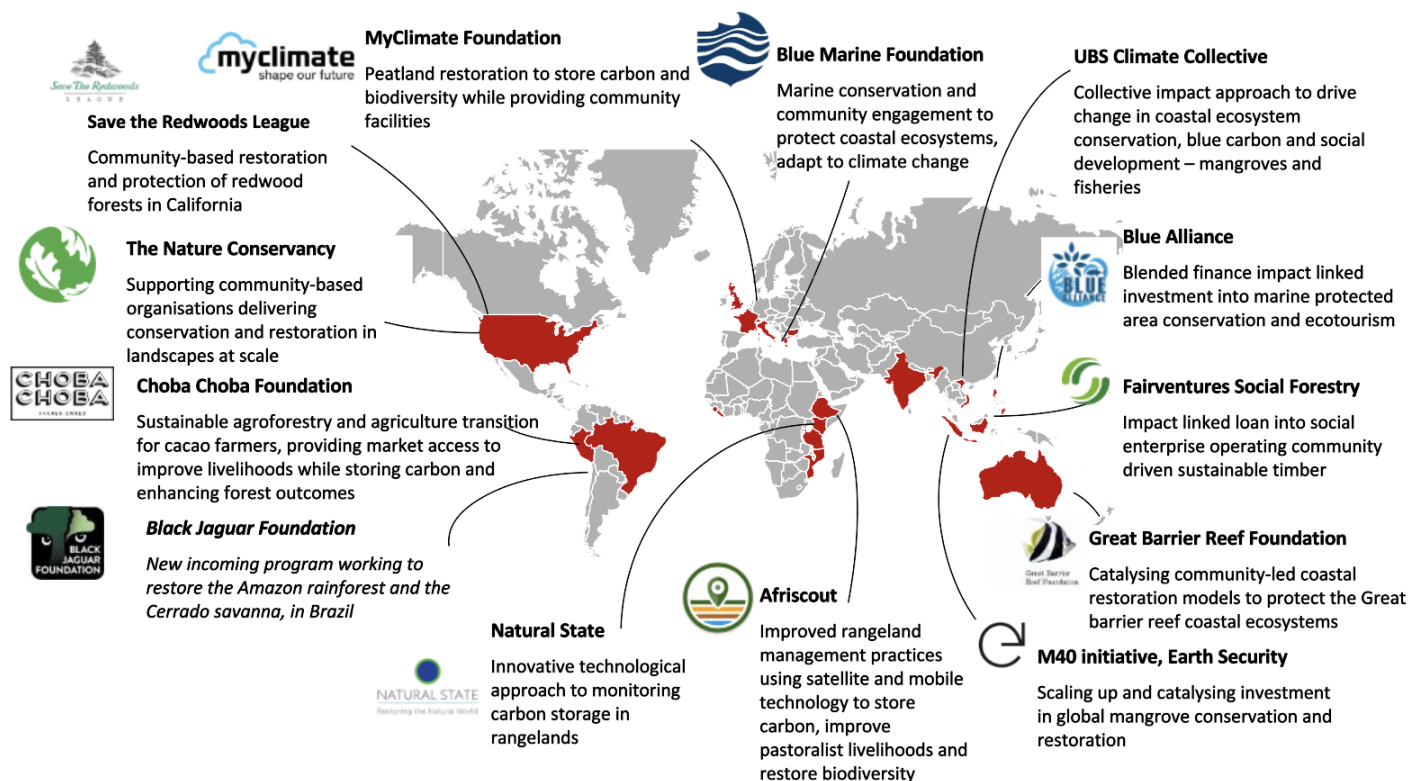 Save The Redwoods
LEAGUE
Save the Redwoods League
Community-based restoration
and protection of redwood
forests in California
myclimate
shape our future
MyClimate Foundation
Peatland restoration to store carbon and
biodiversity while providing community
facilities
Blue Marine Foundation
Marine conservation and
community engagement to
protect coastal ecosystems,
adapt to climate change
UBS Climate Collective
Collective impact approach to drive
change in coastal ecosystem
conservation, blue carbon and social
development – mangroves and
fisheries
The Nature Conservancy
Supporting community-based
organisations delivering
conservation and restoration in
landscapes at scale
BLUE
ALLIANCE
Blue Alliance
Blended finance impact linked
investment into marine protected
area conservation and ecotourism
CHOBA
CHOBA
Choba Choba Foundation
Sustainable agroforestry and agriculture transition
for cacao farmers, providing market access to
improve livelihoods while storing carbon and
enhancing forest outcomes
Fairventures Social Forestry
Impact linked loan into social
enterprise operating community
driven sustainable timber
BLACK
JAGUAR
FOUNDATION
Black Jaguar Foundation
New incoming program working to
restore the Amazon rainforest and the
Cerrado savanna, in Brazil
Great Barrier
Reef Foundation
Great Barrier Reef Foundation
Catalysing community-led coastal
restoration models to protect the Great
barrier reef coastal ecosystems
NATURAL STATE
Restoring the Natural World
Natural State
Innovative technological
approach to monitoring
carbon storage in
rangelands
Afriscout
Improved rangeland
management practices
using satellite and mobile
technology to store
carbon, improve
pastoralist livelihoods and
restore biodiversity
M40 initiative, Earth Security
Scaling up and catalysing investment
in global mangrove conservation and
restoration